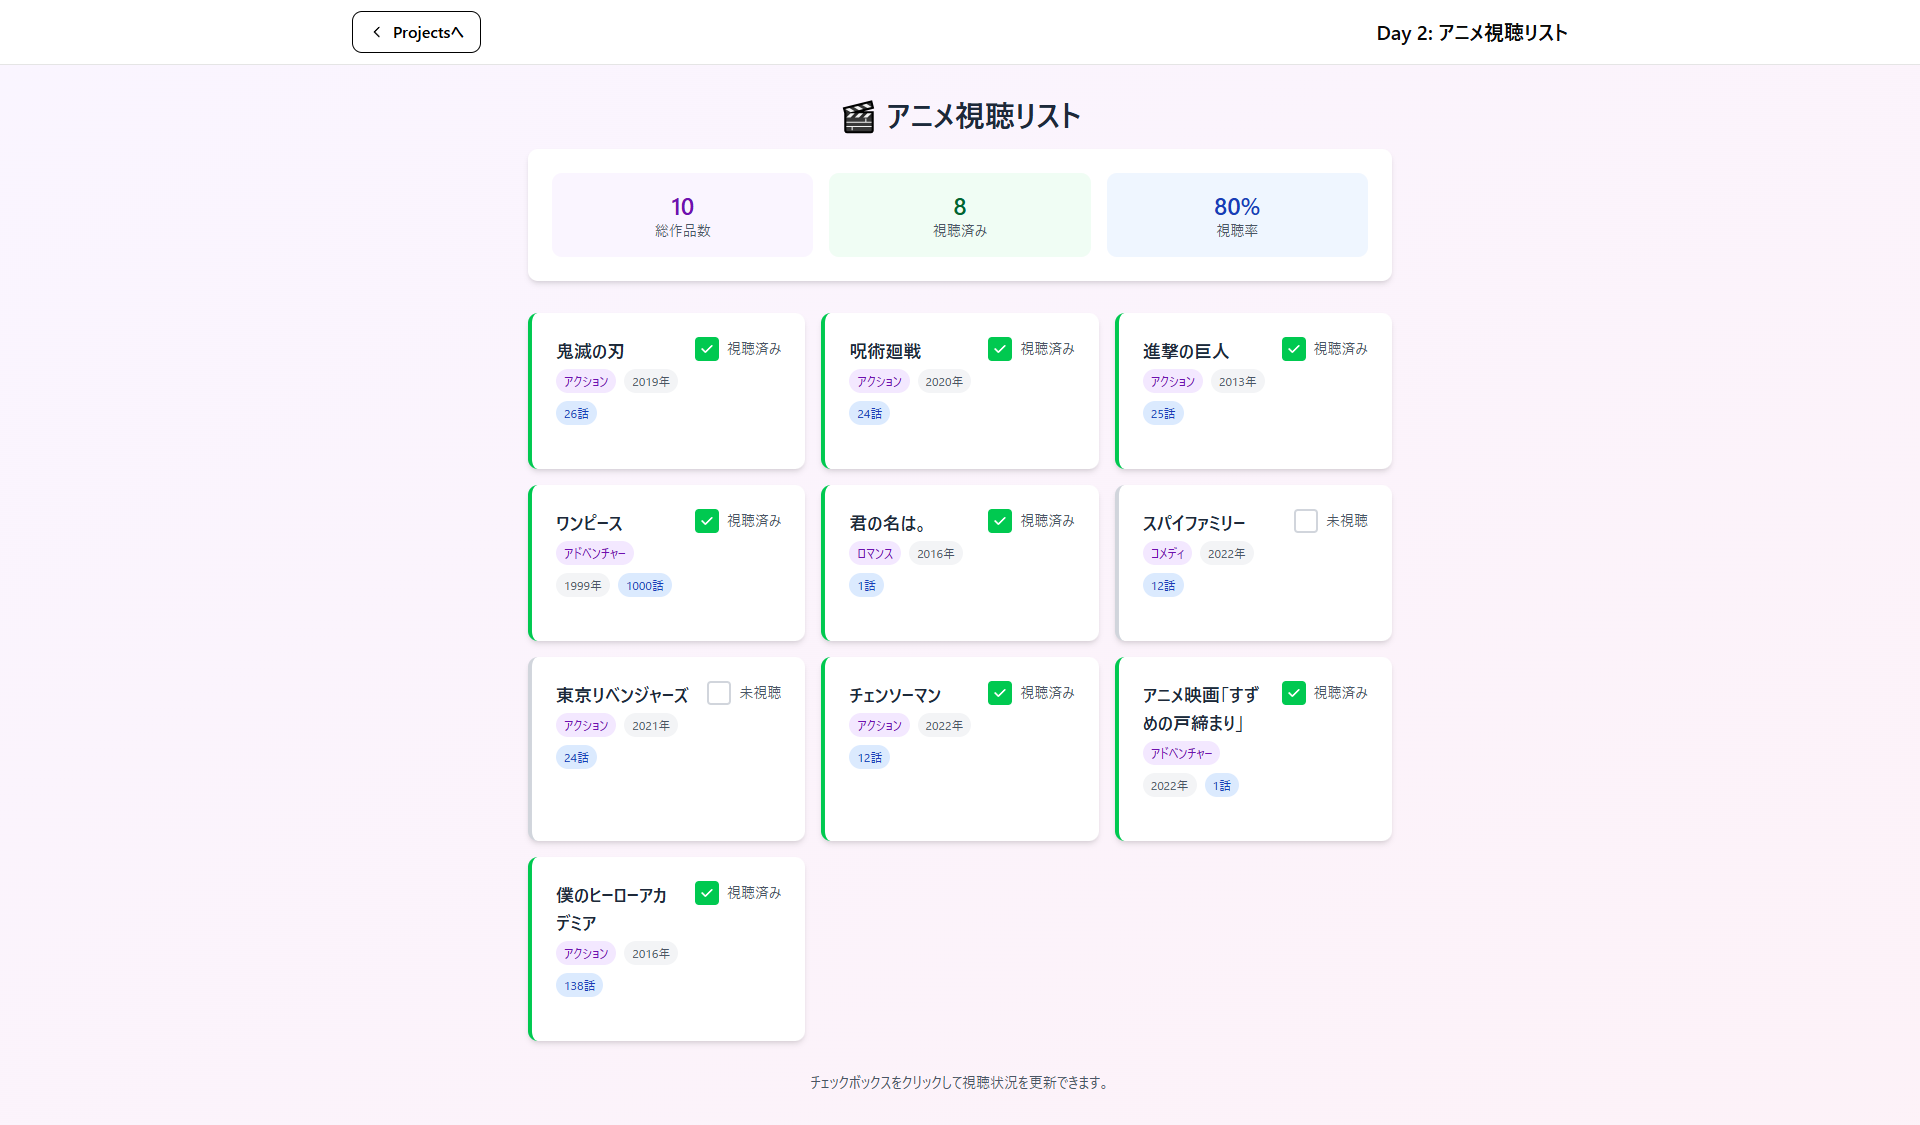 Projectsへ
Day 2: アニメ視聴リスト
🎬 アニメ視聴リスト
10
総作品数
8
視聴済み
80%
視聴率
鬼滅の刃
視聴済み
アクション 2019年
26話
呪術廻戦
視聴済み
アクション 2020年
24話
進撃の巨人
視聴済み
アクション 2013年
25話
ワンピース
視聴済み
アドベンチャー
1999年 1000話
君の名は。
視聴済み
ロマンス 2016年
1話
スパイファミリー
未視聴
コメディ 2022年
12話
東京リベンジャーズ
未視聴
アクション 2021年
24話
チェンソーマン
視聴済み
アクション 2022年
12話
アニメ映画「すず
めの戸締まり」
視聴済み
アドベンチャー
2022年 1話
僕のヒーローアカ
デミア
視聴済み
アクション 2016年
138話
チェックボックスをクリックして視聴状況を更新できます。